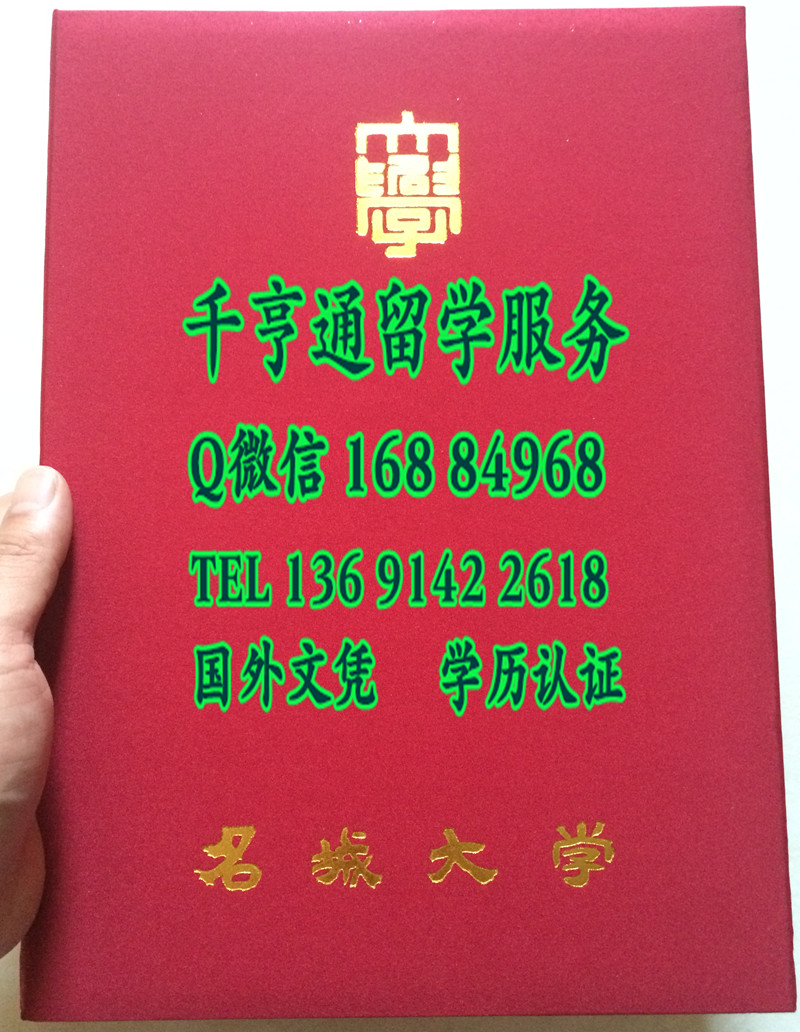 千亨通留学服务
Q微信 168 84968
TEL 136 9142 2618
国外文凭 学历认证
名城大学